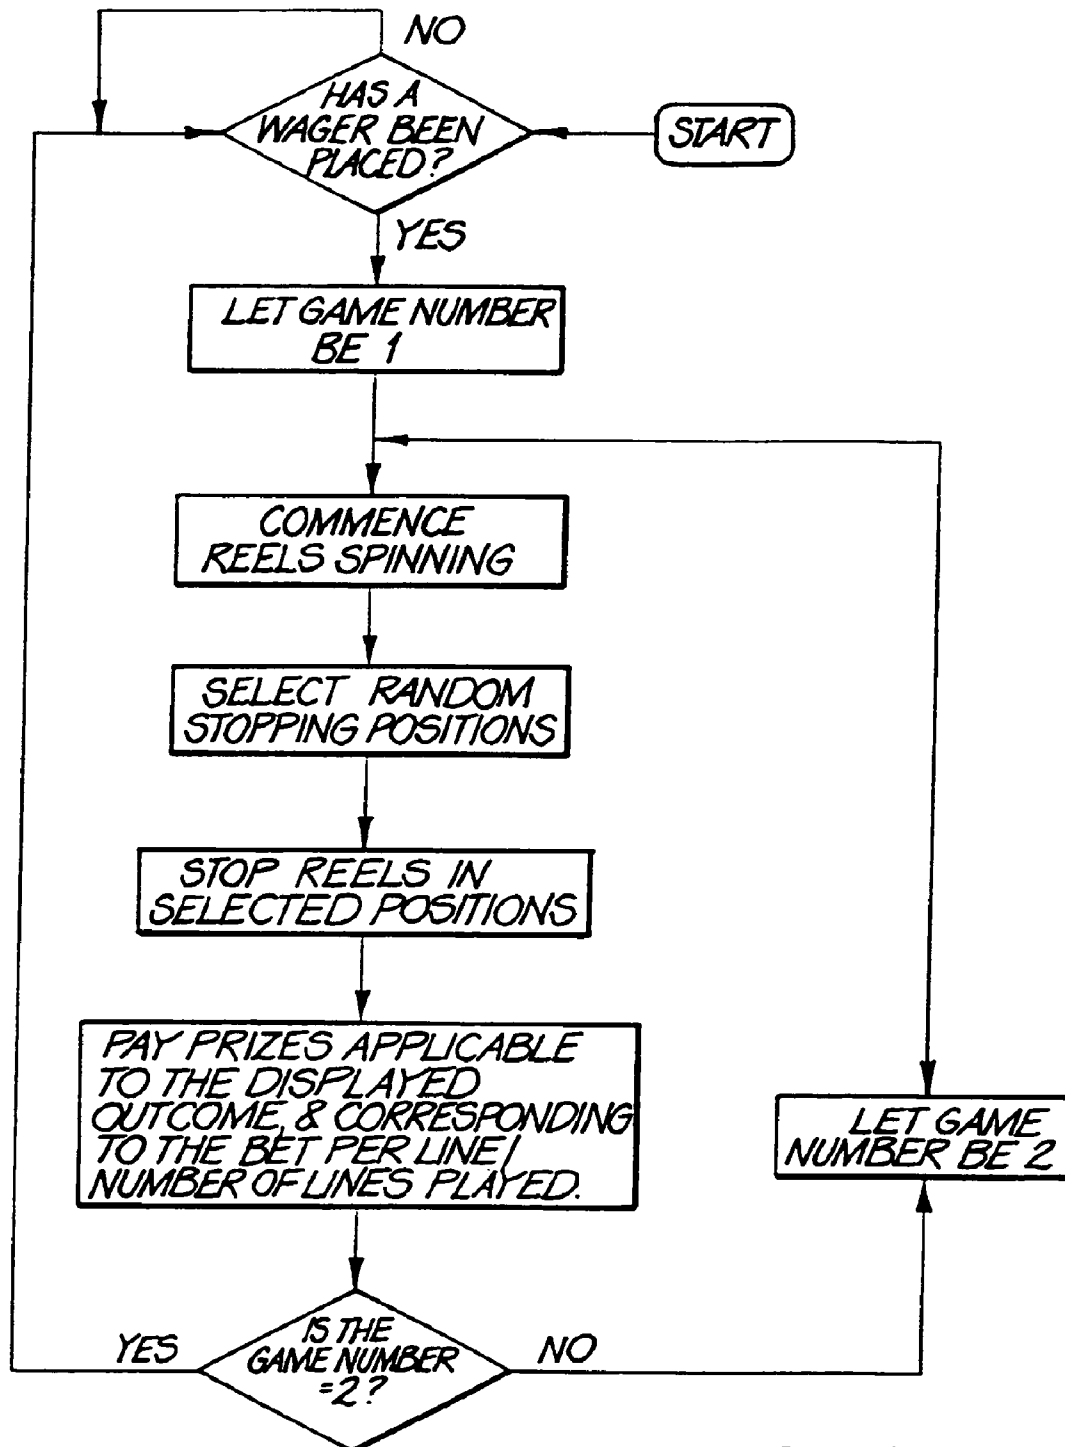 NO
HAS A
WAGER BEEN
PLACED?
START
YES
LET GAME NUMBER
BE 1
COMMENCE
REELS SPINNING
SELECT RANDOM
STOPPING POSITIONS
STOP REELS IN
SELECTED POSITIONS
PAY PRIZES APPLICABLE
TO THE DISPLAYED
OUTCOME, & CORRESPONDING
TO THE BET PER LINE/
NUMBER OF LINES PLAYED.
LET GAME
NUMBER BE 2
YES
IS THE
GAME NUMBER
=2?
NO